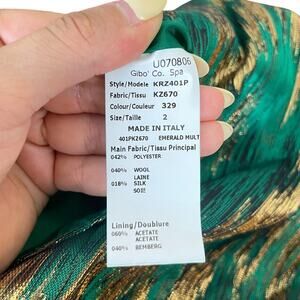 U070806
Gibo' Co. Spa
Style/Modele KRZ401P
Fabric/Tissu KZ670
Colour/Couleur 329
Size/Taille 2
MADE IN ITALY
401PKZ670 EMERALD MULT
Main Fabric/Tissu Principal
042% POLYESTER
040% WOOL
LAINE
018% SILK
SOIE
Lining/Doublure
060% ACETATE
ACETATE
040% BEMBERG